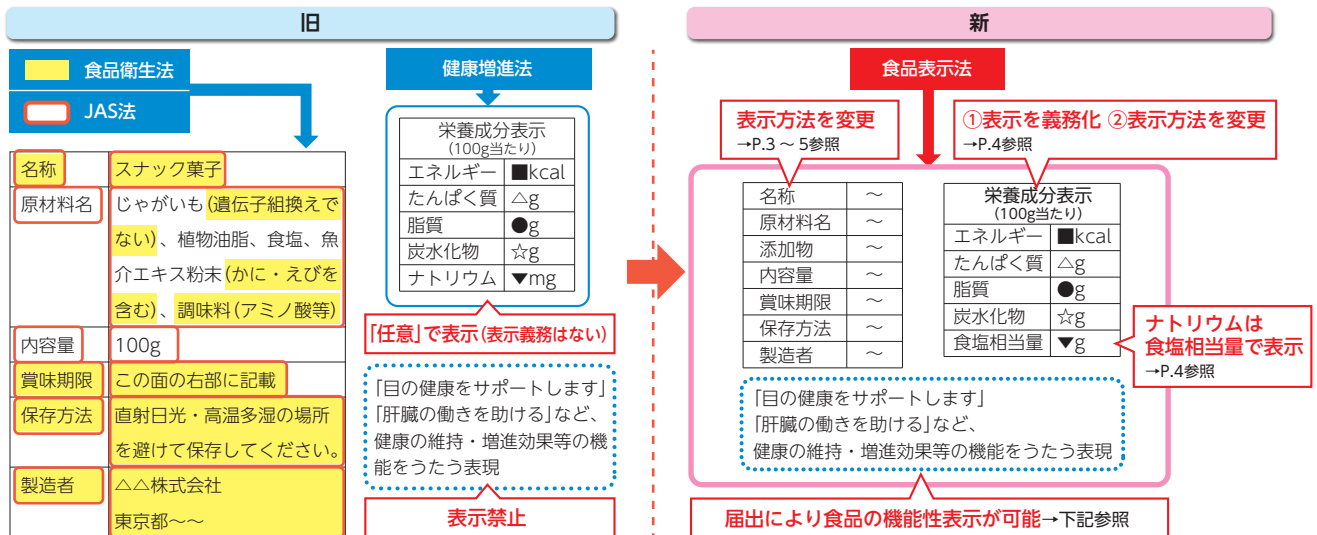 旧
食品衛生法
JAS法
名称 スナック菓子
原材料名 じゃがいも(遺伝子組換えで
ない)、植物油脂、食塩、魚
介エキス粉末(かに・えびを
含む)、調味料(アミノ酸等)
内容量 100g
賞味期限 この面の右部に記載
保存方法 直射日光・高温多湿の場所
を避けて保存してください。
製造者 △△株式会社
東京都~~
健康増進法
栄養成分表示
(100g当たり)
エネルギー ■kcal
たんぱく質 △g
脂質 ●g
炭水化物 ☆g
ナトリウム ▼mg
「任意」で表示(表示義務はない)
「目の健康をサポートします」
「肝臓の働きを助ける」など、
健康の維持・増進効果等の機
能をうたう表現
表示禁止
新
食品表示法
表示方法を変更
→P.3 ~ 5参照
①表示を義務化 ②表示方法を変更
→P.4参照
名称 ~
原材料名 ~
添加物 ~
内容量 ~
賞味期限 ~
保存方法 ~
製造者 ~
栄養成分表示
(100g当たり)
エネルギー ■kcal
たんぱく質 △g
脂質 ●g
炭水化物 ☆g
食塩相当量 ▼g
ナトリウムは
食塩相当量で表示
→P.4参照
「目の健康をサポートします」
「肝臓の働きを助ける」など、
健康の維持・増進効果等の機能をうたう表現
届出により食品の機能性表示が可能→下記参照